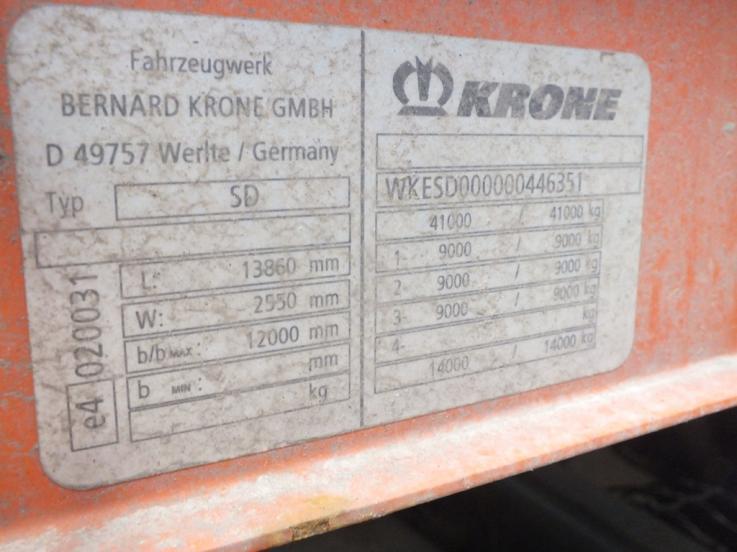 Fahrzeugwerk
BERNARD KRONE GMBH
D 49757 Werlte / Germany
Typ SD
e4 020031
L: 13860 mm
W: 2550 mm
b/b MAX: 12000 mm
b MIN: mm
kg
KRONE
WKESD000000446351
41000 / 41000 kg
1 9000 / 9000 kg
2 9000 / 9000 kg
3- 9000 / 9000 kg
4- kg
14000 / 14000 kg